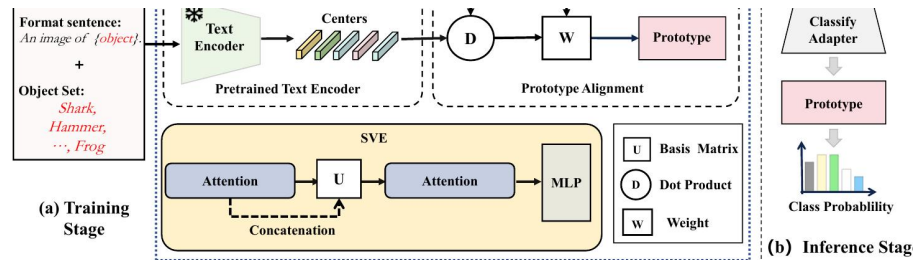 Format sentence:
An image of {object}.
+
Object Set:
Shark,
Hammer,
..., Frog
(a) Training
Stage
Text
Encoder
Centers
Pretrained Text Encoder
D
W
Prototype
Prototype Alignment
SVE
Attention
U
Attention
MLP
Concatenation
U Basis Matrix
D Dot Product
W Weight
Classify
Adapter
Prototype
Class Probablility
(b) Inference Stag